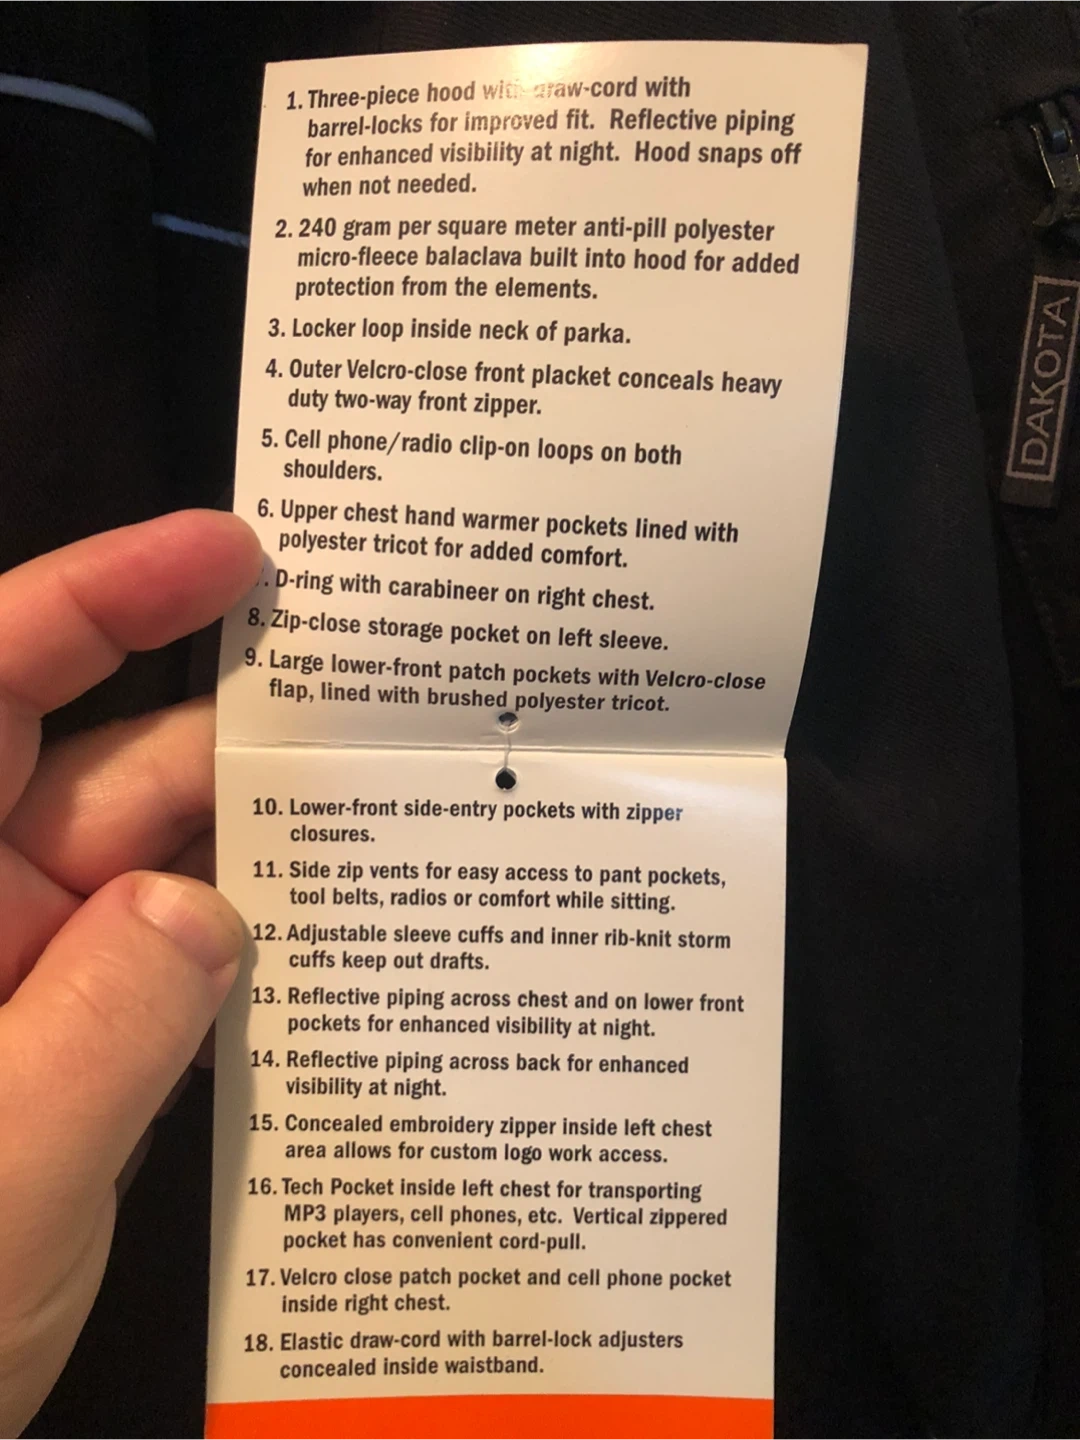 1. Three-piece hood with draw-cord with
barrel-locks for improved fit. Reflective piping
for enhanced visibility at night. Hood snaps off
when not needed.
2. 240 gram per square meter anti-pill polyester
micro-fleece balaclava built into hood for added
protection from the elements.
3. Locker loop inside neck of parka.
4. Outer Velcro-close front placket conceals heavy
duty two-way front zipper.
5. Cell phone/radio clip-on loops on both
shoulders.
6. Upper chest hand warmer pockets lined with
polyester tricot for added comfort.
. D-ring with carabineer on right chest.
8. Zip-close storage pocket on left sleeve.
9. Large lower-front patch pockets with Velcro-close
flap, lined with brushed polyester tricot.
10. Lower-front side-entry pockets with zipper
closures.
11. Side zip vents for easy access to pant pockets,
tool belts, radios or comfort while sitting.
12. Adjustable sleeve cuffs and inner rib-knit storm
cuffs keep out drafts.
13. Reflective piping across chest and on lower front
pockets for enhanced visibility at night.
14. Reflective piping across back for enhanced
visibility at night.
15. Concealed embroidery zipper inside left chest
area allows for custom logo work access.
16. Tech Pocket inside left chest for transporting
MP3 players, cell phones, etc. Vertical zippered
pocket has convenient cord-pull.
17. Velcro close patch pocket and cell phone pocket
inside right chest.
18. Elastic draw-cord with barrel-lock adjusters
concealed inside waistband.
DAKOTA